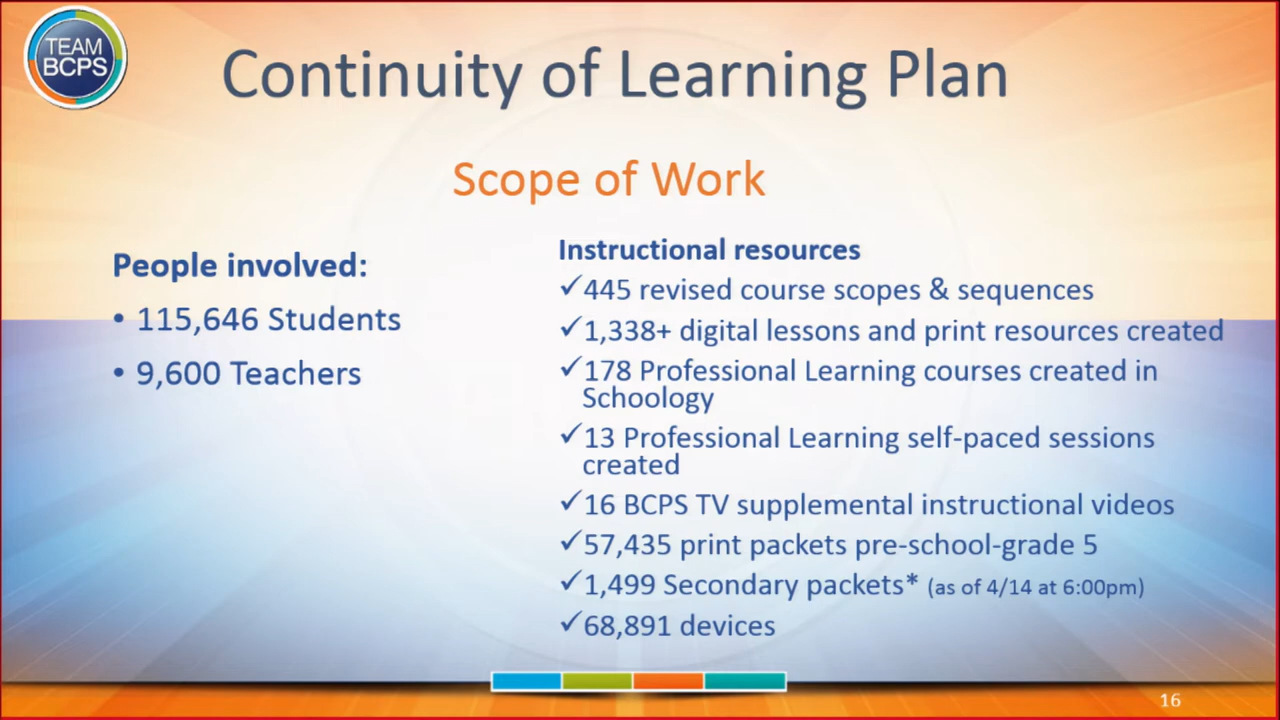 TEAM
BCPS
Continuity of Learning Plan
Scope of Work
People involved:
• 115,646 Students
• 9,600 Teachers
Instructional resources
✓445 revised course scopes & sequences
✓1,338+ digital lessons and print resources created
✓178 Professional Learning courses created in
Schoology
✓13 Professional Learning self-paced sessions
created
✓16 BCPS TV supplemental instructional videos
✓57,435 print packets pre-school-grade 5
✓1,499 Secondary packets* (as of 4/14 at 6:00pm)
✓68,891 devices
16